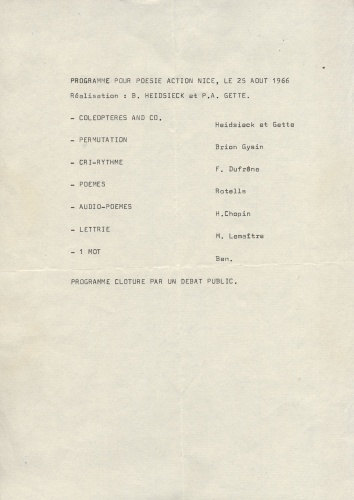 PROGRAMME POUR POESIE ACTION NICE, LE 25 AOUT 1966
Réalisation : B. HEIDSIECK et P.A. GETTE.
- COLEOPTERES AND CO.
Heidsieck et Gette
- PERMUTATION
Brion Gysin
- CRI-RYTHME
F. Dufrêne
- POEMES
Rotella
- AUDIO-POEMES
H.Chopin
- LETTRIE
M. Lemaître
- 1 MOT
Ben.
PROGRAMME CLOTURE PAR UN DEBAT PUBLIC.